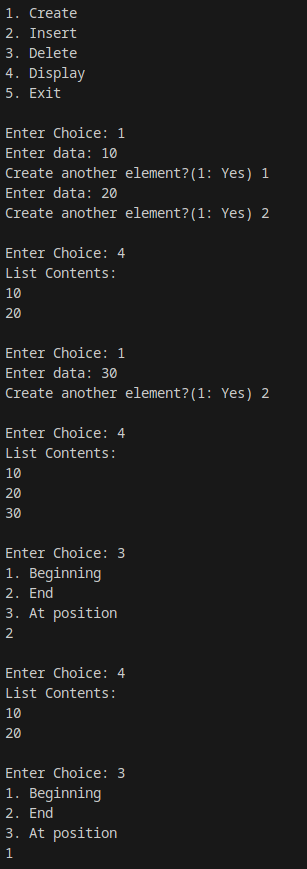 1. Create
2. Insert
3. Delete
4. Display
5. Exit
Enter Choice: 1
Enter data: 10
Create another element?(1: Yes) 1
Enter data: 20
Create another element?(1: Yes) 2
Enter Choice: 4
List Contents:
10
20
Enter Choice: 1
Enter data: 30
Create another element?(1: Yes) 2
Enter Choice: 4
List Contents:
10
20
30
Enter Choice: 3
1. Beginning
2. End
3. At position
2
Enter Choice: 4
List Contents:
10
20
Enter Choice: 3
1. Beginning
2. End
3. At position
1